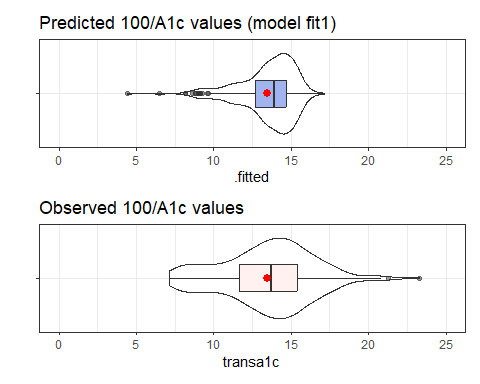 Predicted 100/A1c values (model fit1)
0 5 10 15 20 25
.fitted
Observed 100/A1c values
0 5 10 15 20 25
transa1c